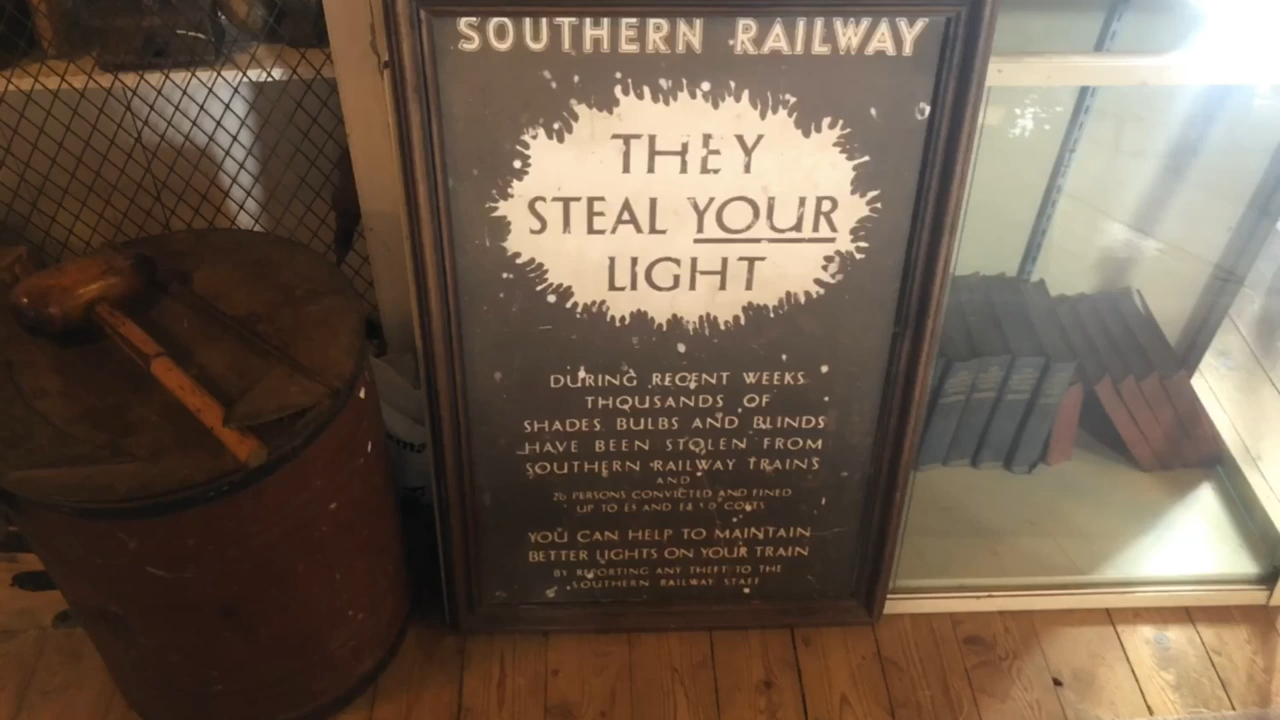 SOUTHERN RAILWAY
THEY
STEAL YOUR
LIGHT
DURING RECENT WEEKS
THOUSANDS OF
SHADES, BULBS AND BLINDS
HAVE BEEN STOLEN FROM
SOUTHERN RAILWAY TRAINS
AND
26 PERSONS CONVICTED AND FINED
UP TO £5 AND COSTS
YOU CAN HELP TO MAINTAIN
BETTER LIGHTS ON YOUR TRAIN
BY REPORTING ANY THEFT TO THE
SOUTHERN RAILWAY STAFF